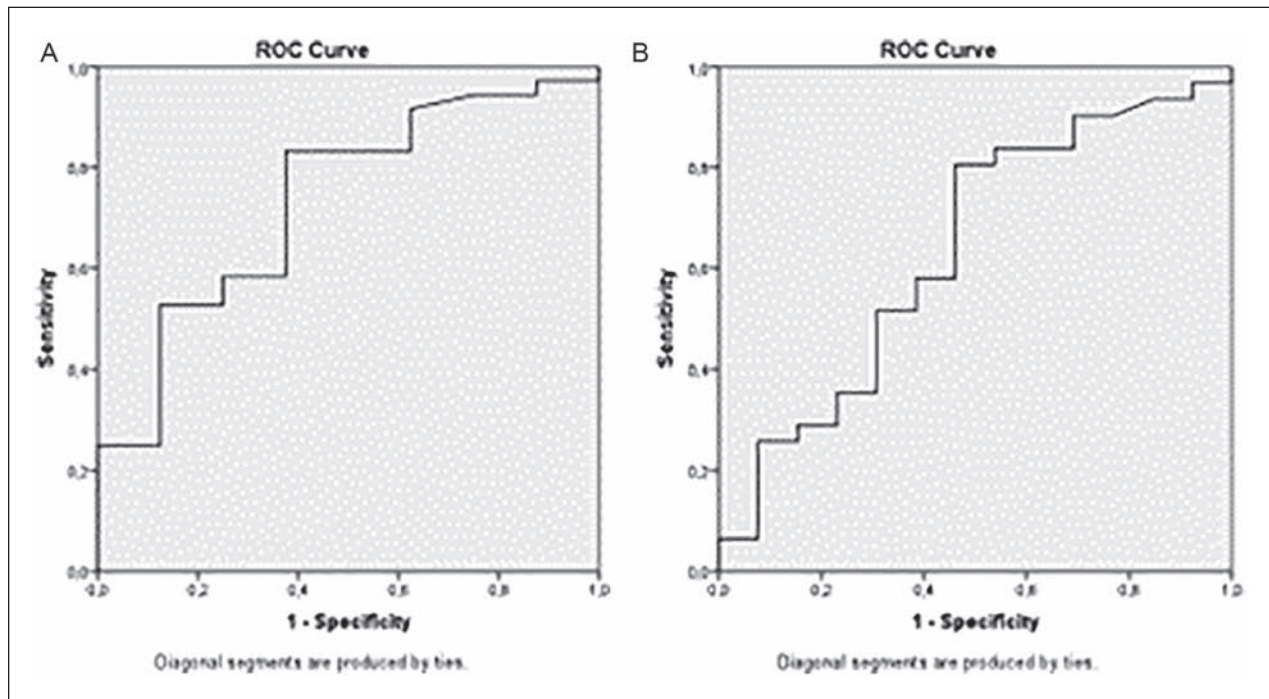 A
ROC Curve
1,0
0,8
0,6
0,4
0,2
0,0
Sensitivity
0,0 0,2 0,4 0,6 0,8 1,0
1 - Specificity
Diagonal segments are produced by ties.
B
ROC Curve
1,0
0,8
0,6
0,4
0,2
0,0
Sensitivity
0,0 0,2 0,4 0,6 0,8 1,0
1 - Specificity
Diagonal segments are produced by ties.